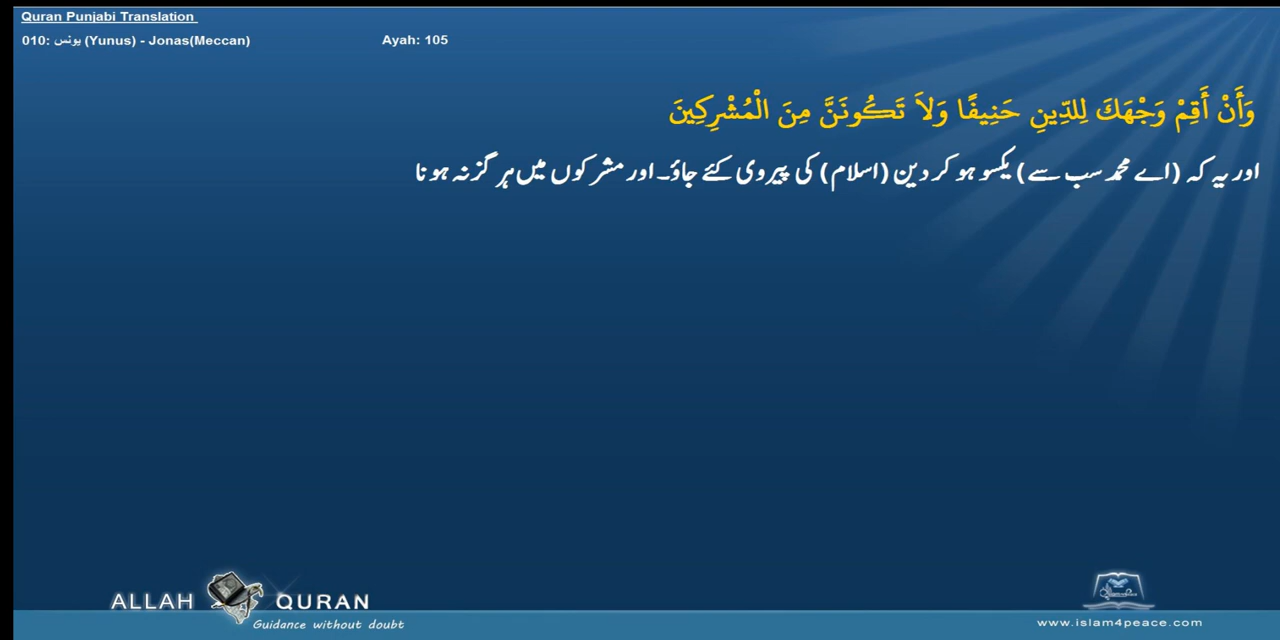 Quran Punjabi Translation
010: يونس (Yunus) - Jonas(Meccan) Ayah: 105
وَأَنْ أَقِمْ وَجْهَكَ لِلدِّينِ حَنِيفًا وَلاَ تَكُونَنَّ مِنَ الْمُشْرِكِينَ
اور یہ کہ (اے محمد سب سے) یکسو ہو کر دین (اسلام) کی پیروی کئے جاؤ۔ اور مشرکوں میں ہرگز نہ ہونا
ALLAH QURAN
Guidance without doubt
www.islam4peace.com